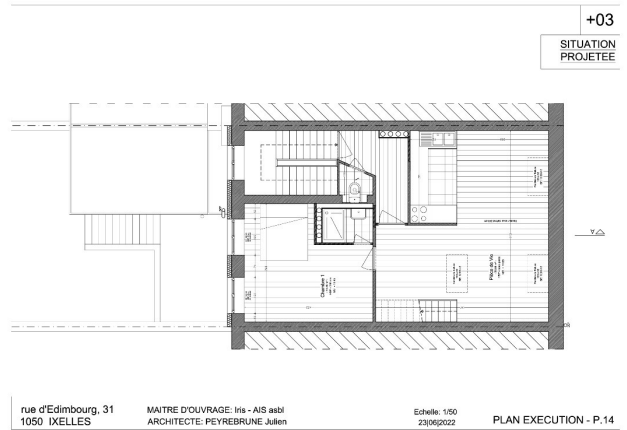 +03
SITUATION
PROJETEE
Chambre 1
Pièce de Vie
rue d'Edimbourg, 31
1050 IXELLES
MAITRE D'OUVRAGE: Iris - AIS asbl
ARCHITECTE: PEYREBRUNE Julien
Echelle: 1/50
23|06|2022
PLAN EXECUTION - P.14